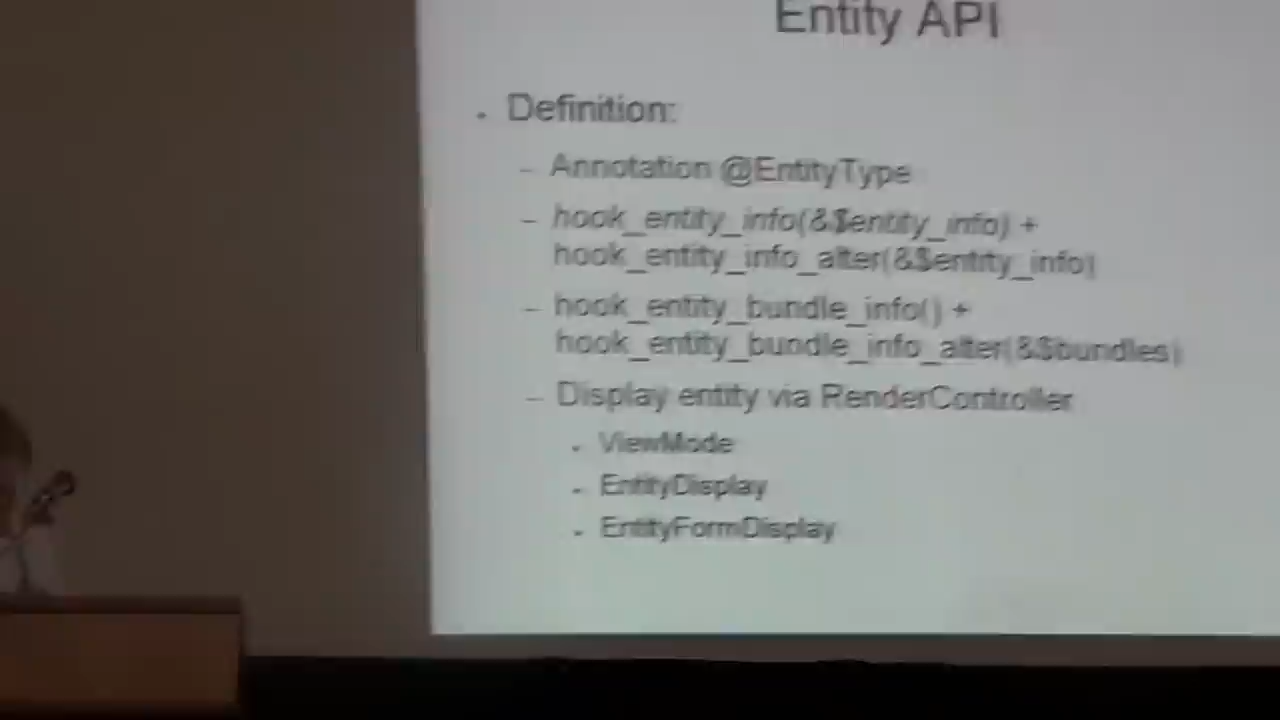 Entity API
• Definition:
– Annotation @EntityType
– hook_entity_info(&$entity_info) +
hook_entity_info_alter(&$entity_info)
– hook_entity_bundle_info() +
hook_entity_bundle_info_alter(&$bundles)
– Display entity via RenderController
• ViewMode
• EntityDisplay
• EntityFormDisplay